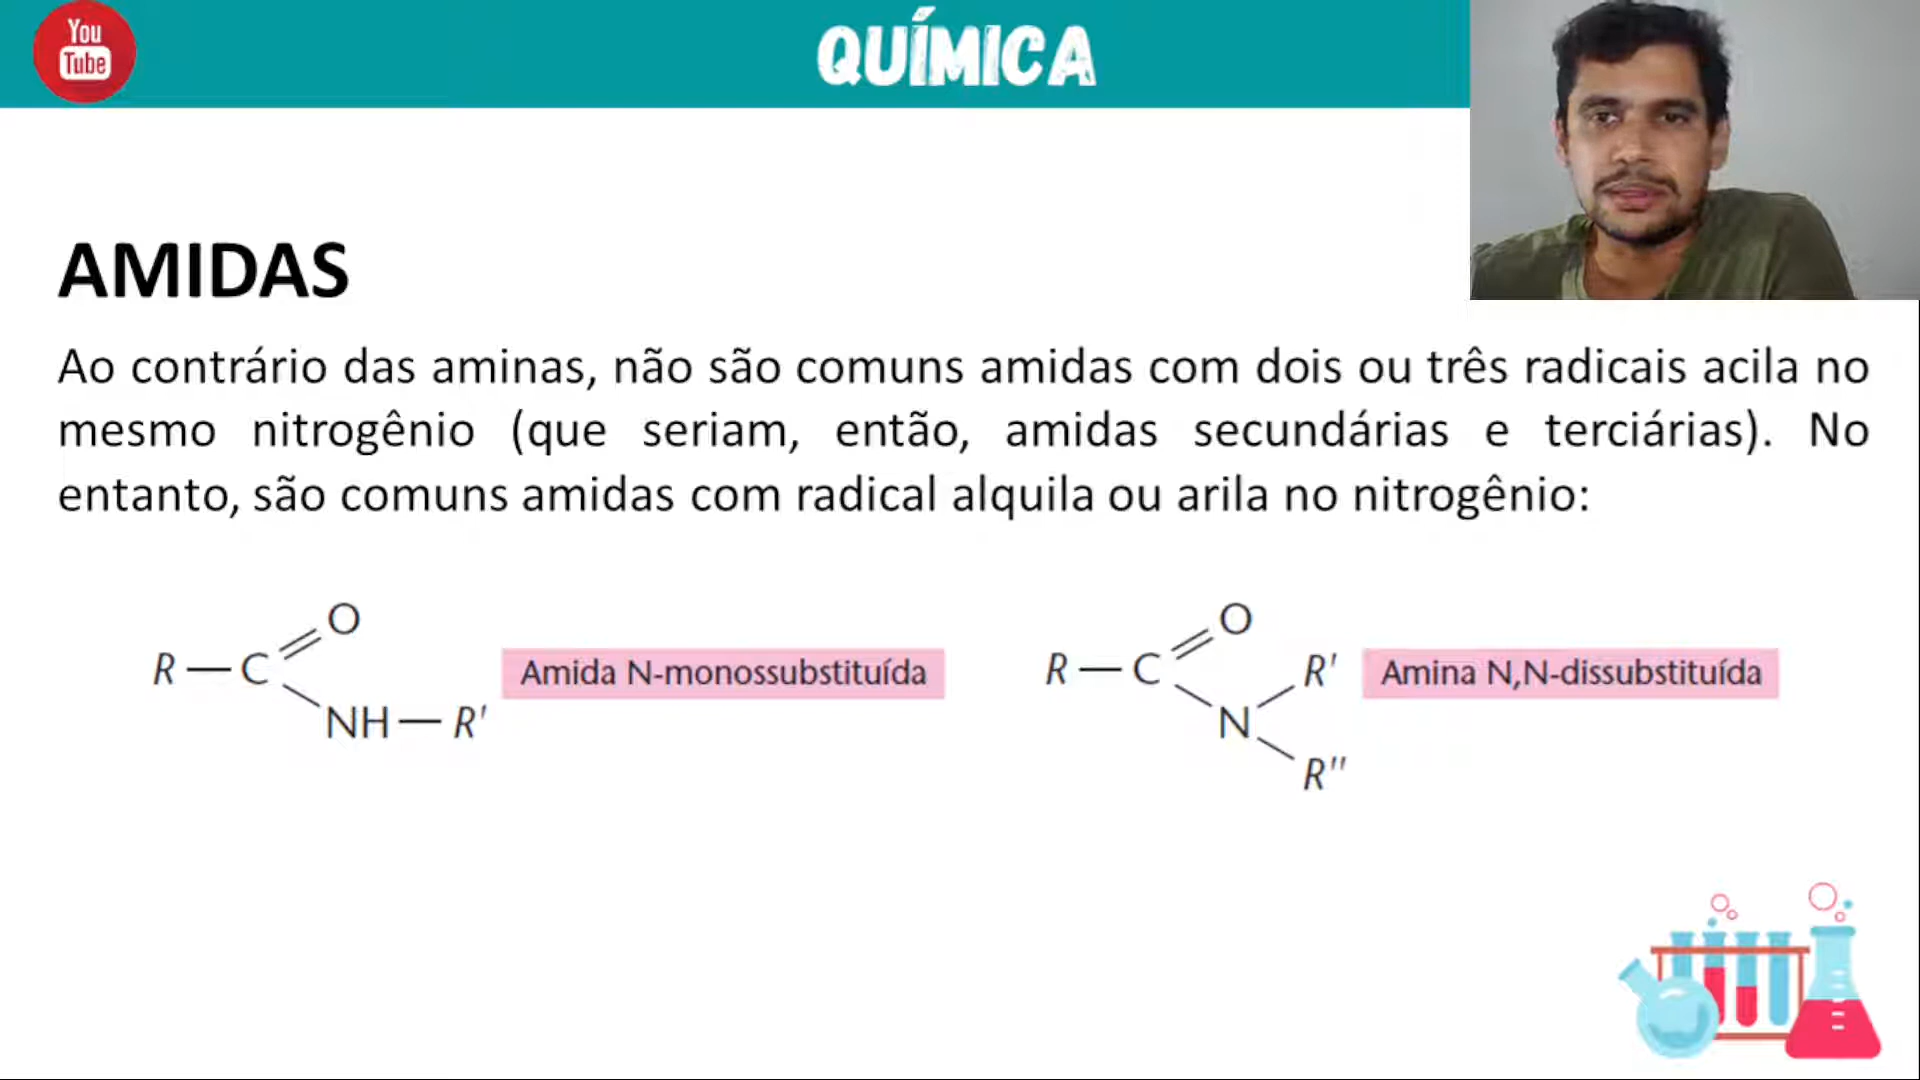 You
Tube
QUÍMICA
AMIDAS
Ao contrário das aminas, não são comuns amidas com dois ou três radicais acila no
mesmo nitrogênio (que seriam, então, amidas secundárias e terciárias). No
entanto, são comuns amidas com radical alquila ou arila no nitrogênio:
O
R — C
NH — R'
Amida N-monossubstituída
O
R — C
N
R'
R''
Amina N,N-dissubstituída